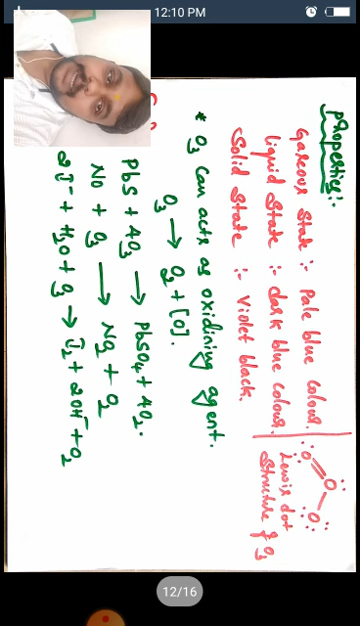 12:10 PM
Properties:-
Gaseous State :- Pale blue colour.
liquid State :- dark blue colour.
Solid State :- Violet black.
Lewis dot
Structure of O₃
* O₃ can acts as oxidining agent.
O₃ → O₂ + [O].
PbS + 4O₃ → PbSO₄ + 4O₂.
NO + O₃ → NO₂ + O₂
2I⁻ + H₂O + O₃ → I₂ + 2OH⁻ + O₂
12/16